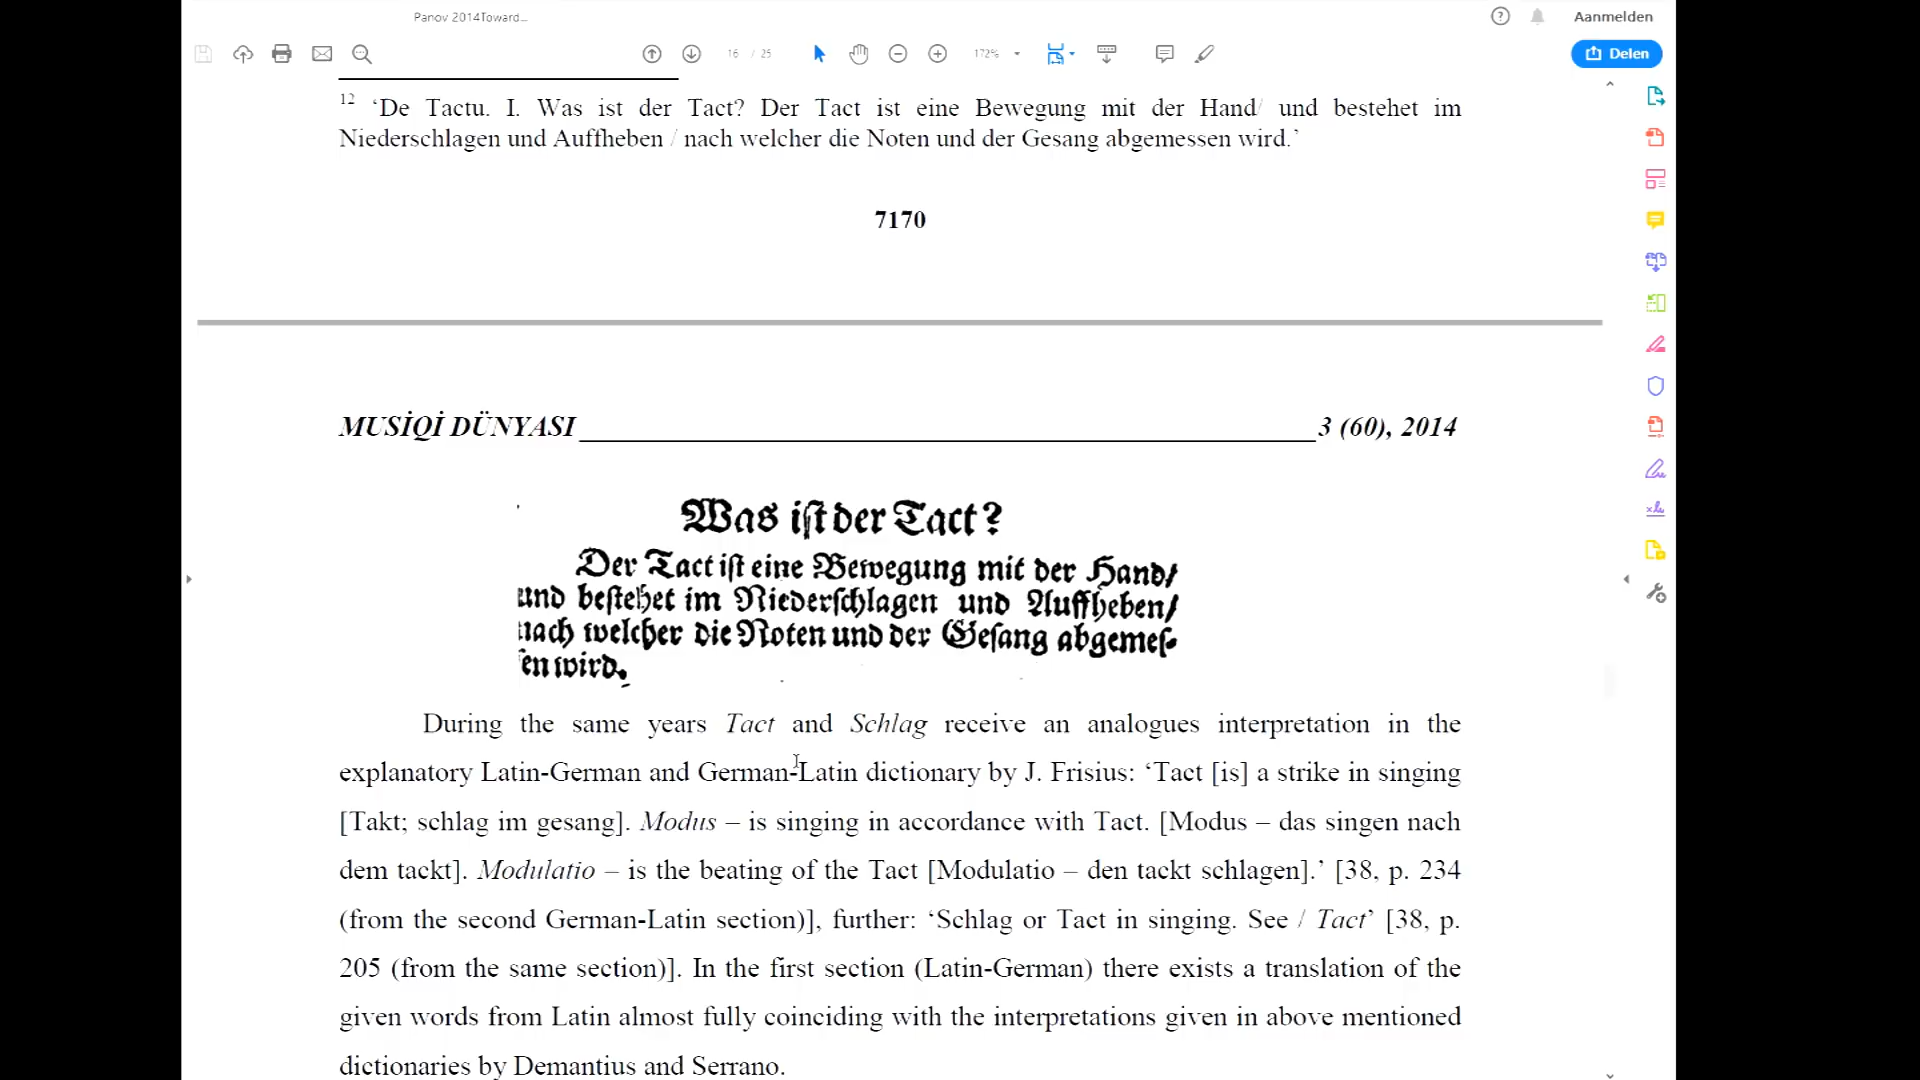 Panov 2014Toward...
Aanmelden
16 / 25
172%
Delen
12 ‘De Tactu. I. Was ist der Tact? Der Tact ist eine Bewegung mit der Hand/ und bestehet im
Niederschlagen und Auffheben / nach welcher die Noten und der Gesang abgemessen wird.’
7170
MUSİQİ DÜNYASI 3 (60), 2014
Was ist der Tact?
Der Tact ist eine Bewegung mit der Hand/
und bestehet im Niederschlagen und Auffheben/
nach welcher die Noten und der Gesang abgemes-
sen wird.
During the same years Tact and Schlag receive an analogues interpretation in the
explanatory Latin-German and German-Latin dictionary by J. Frisius: ‘Tact [is] a strike in singing
[Takt; schlag im gesang]. Modus – is singing in accordance with Tact. [Modus – das singen nach
dem tackt]. Modulatio – is the beating of the Tact [Modulatio – den tackt schlagen].’ [38, p. 234
(from the second German-Latin section)], further: ‘Schlag or Tact in singing. See / Tact’ [38, p.
205 (from the same section)]. In the first section (Latin-German) there exists a translation of the
given words from Latin almost fully coinciding with the interpretations given in above mentioned
dictionaries by Demantius and Serrano.